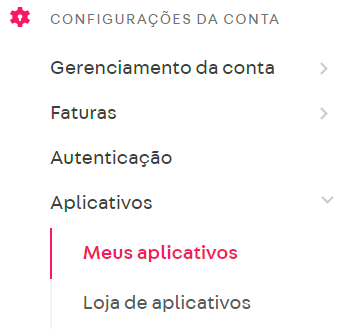 CONFIGURAÇÕES DA CONTA
Gerenciamento da conta
Faturas
Autenticação
Aplicativos
Meus aplicativos
Loja de aplicativos